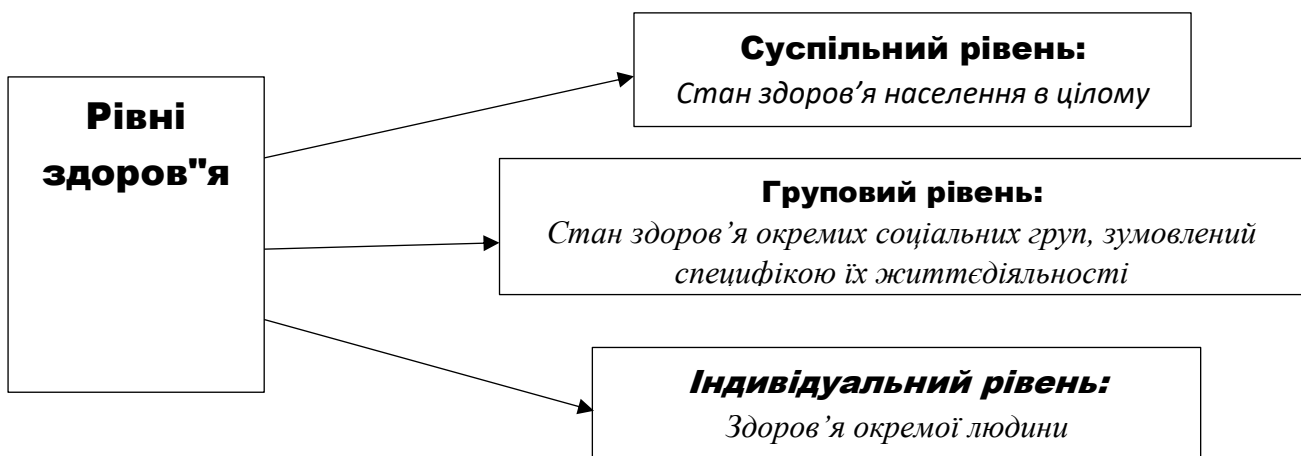 Рівні
здоров"я
Суспільний рівень:
Стан здоров’я населення в цілому
Груповий рівень:
Стан здоров’я окремих соціальних груп, зумовлений
специфікою їх життєдіяльності
Індивідуальний рівень:
Здоров’я окремої людини